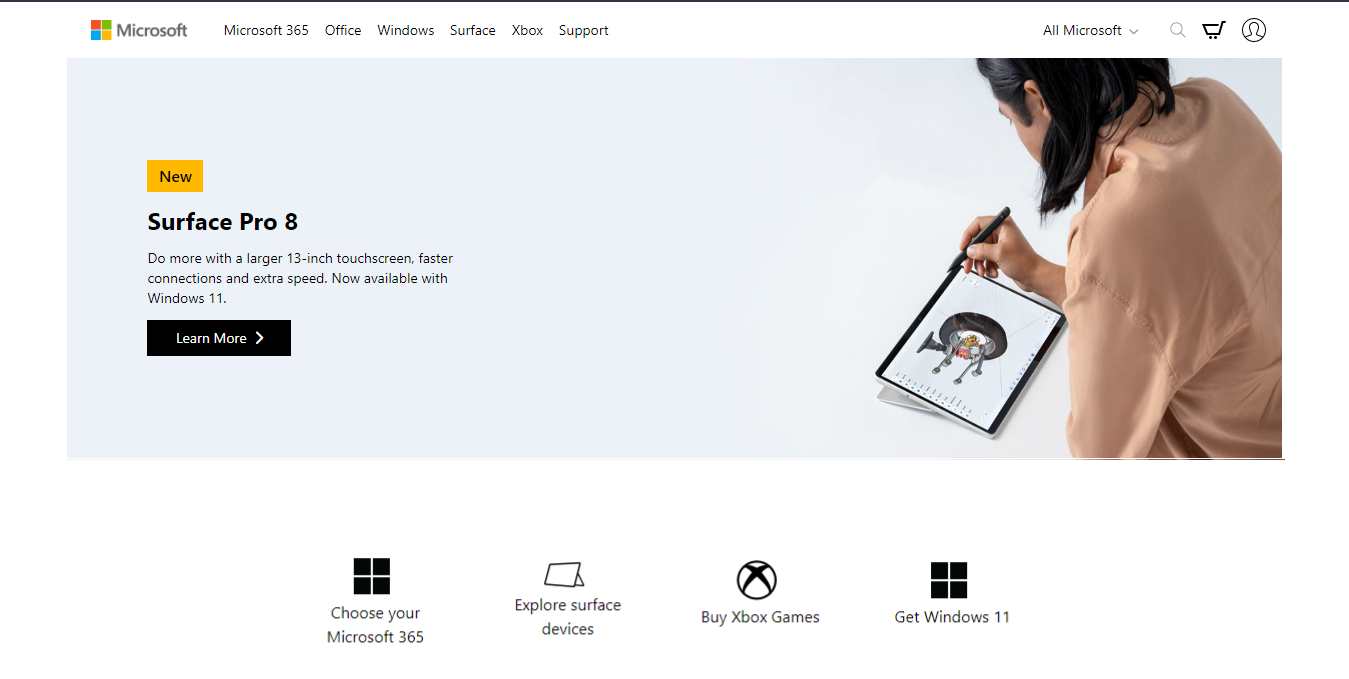 Microsoft Microsoft 365 Office Windows Surface Xbox Support All Microsoft
New
Surface Pro 8
Do more with a larger 13-inch touchscreen, faster
connections and extra speed. Now available with
Windows 11.
Learn More
Choose your
Microsoft 365
Explore surface
devices
Buy Xbox Games
Get Windows 11